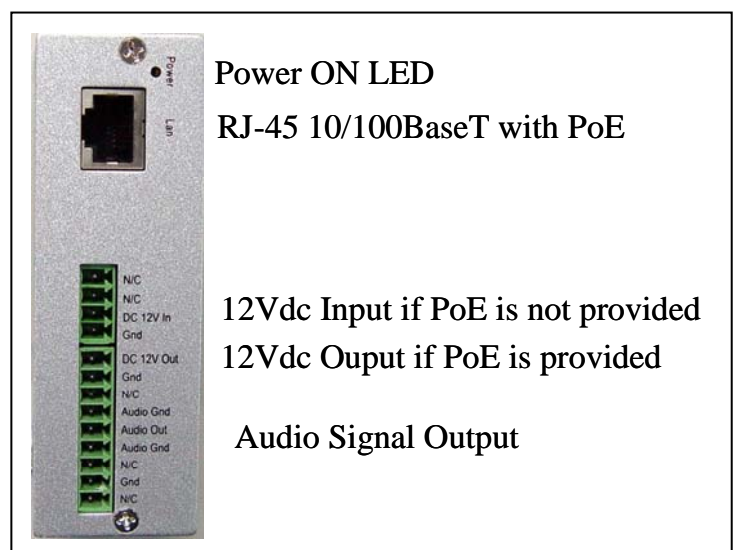 Power
Power ON LED
Lan
RJ-45 10/100BaseT with PoE
N/C
N/C
DC 12V In
12Vdc Input if PoE is not provided
Gnd
DC 12V Out
12Vdc Ouput if PoE is provided
Gnd
N/C
Audio Gnd
Audio Out
Audio Signal Output
Audio Gnd
N/C
Gnd
N/C